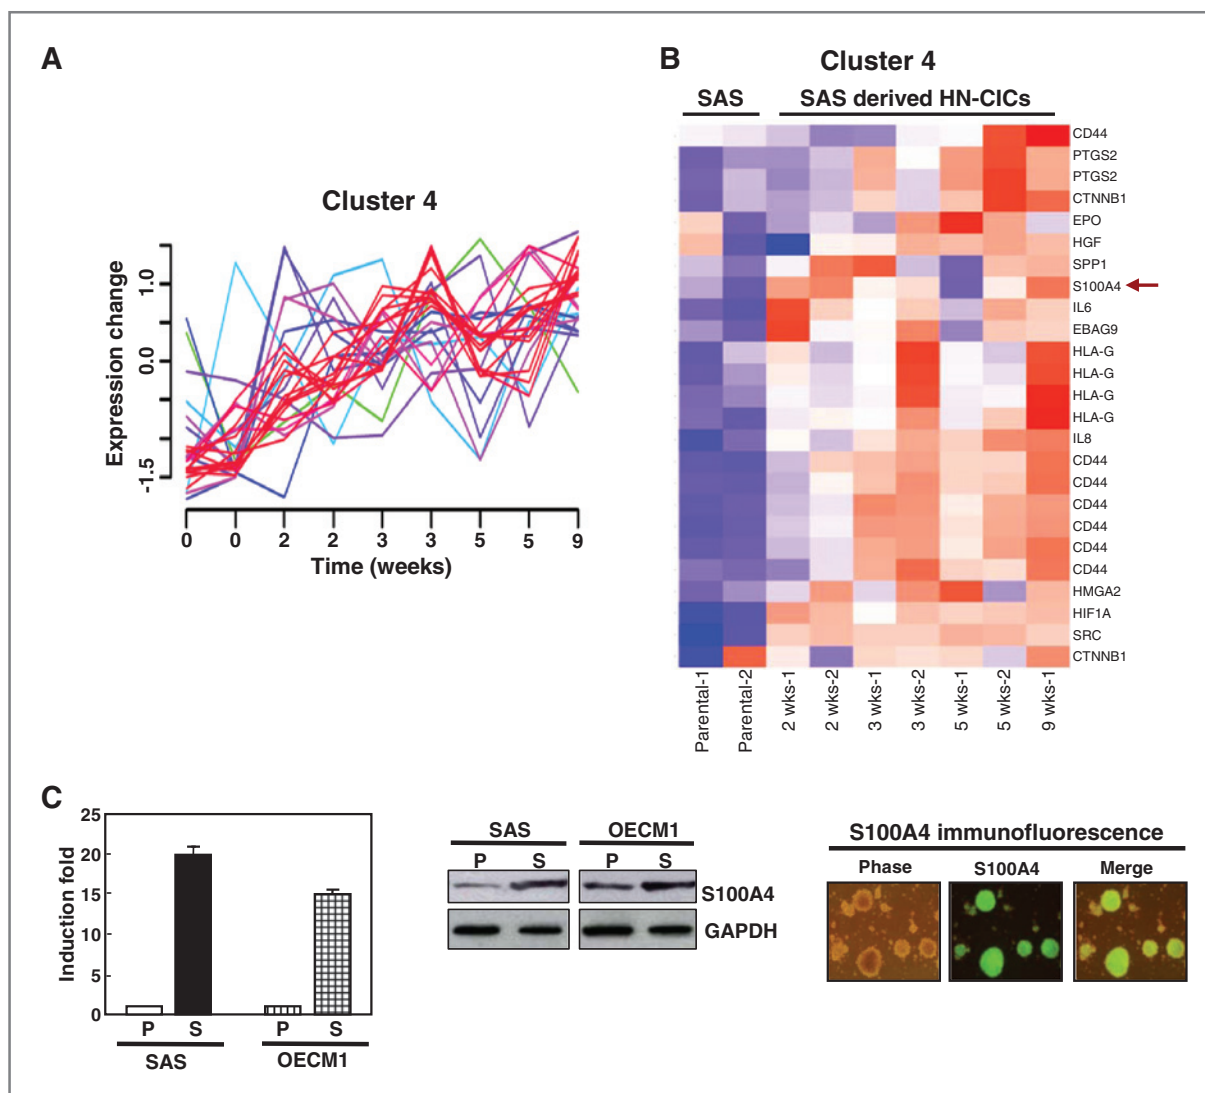 A
Cluster 4
Expression change
1.0
0.0
-1.5
0 0 2 2 3 3 5 5 9
Time (weeks)
B
Cluster 4
SAS SAS derived HN-CICs
CD44
PTGS2
PTGS2
CTNNB1
EPO
HGF
SPP1
S100A4
IL6
EBAG9
HLA-G
HLA-G
HLA-G
HLA-G
IL8
CD44
CD44
CD44
CD44
CD44
CD44
HMGA2
HIF1A
SRC
CTNNB1
Parental-1
Parental-2
2 wks-1
2 wks-2
3 wks-1
3 wks-2
5 wks-1
5 wks-2
9 wks-1
C
Induction fold
25
20
15
10
5
0
P S P S
SAS OECM1
SAS OECM1
P S P S
S100A4
GAPDH
S100A4 immunofluorescence
Phase S100A4 Merge